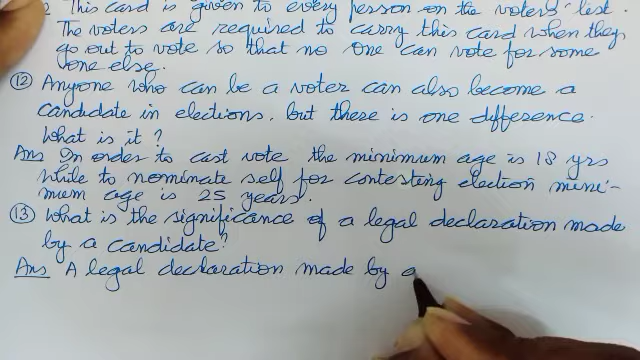 This card is given to every person on the voters' list.
The voters are required to carry this card when they
go out to vote so that no one can vote for some
one else.
⑫ Anyone who can be a voter can also become a
candidate in elections. but there is one difference.
What is it?
Ans In order to cast vote the minimum age is 18 yrs
while to nominate self for contesting election mini-
mum age is 25 years.
⑬ What is the significance of a legal declaration made
by a candidate?
Ans A legal declaration made by a